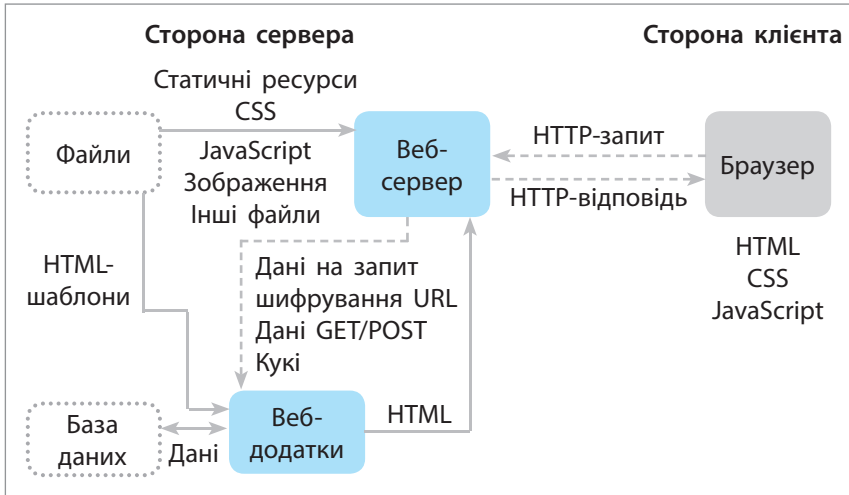 Сторона сервера
Сторона клієнта
Статичні ресурси
CSS
Файли
JavaScript
Зображення
Інші файли
Веб-
сервер
HTTP-запит
HTTP-відповідь
Браузер
HTML
CSS
JavaScript
HTML-
шаблони
Дані на запит
шифрування URL
Дані GET/POST
Кукі
База
даних
Дані
Веб-
додатки
HTML